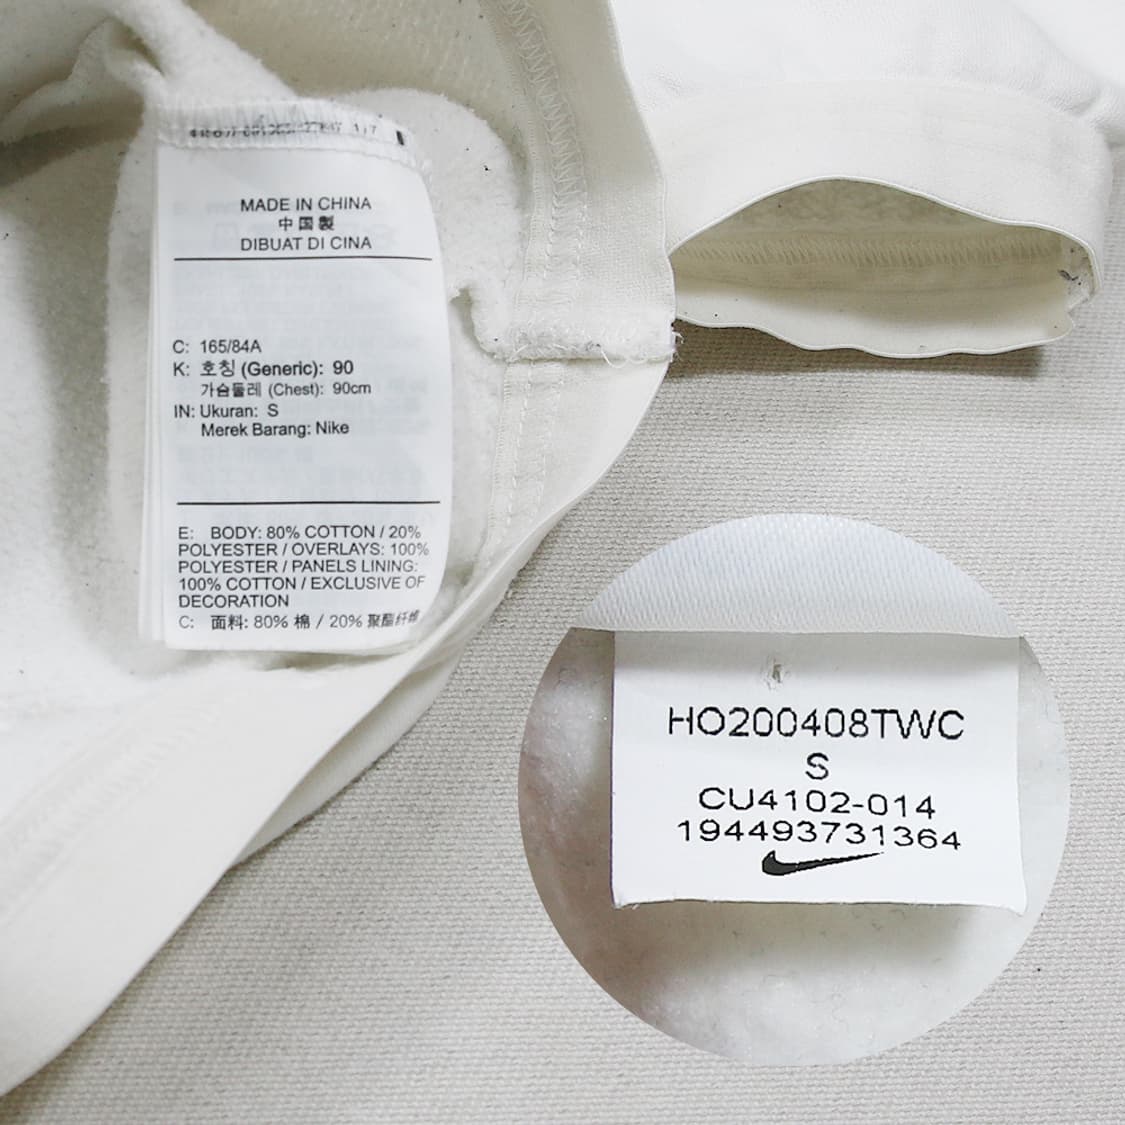 MADE IN CHINA
中国製
DIBUAT DI CINA
C: 165/84A
K: 호칭 (Generic): 90
가슴둘레 (Chest): 90cm
IN: Ukuran: S
Merek Barang: Nike
E: BODY: 80% COTTON / 20%
POLYESTER / OVERLAYS: 100%
POLYESTER / PANELS LINING:
100% COTTON / EXCLUSIVE OF
DECORATION
C: 面料: 80% 棉 / 20% 聚酯纤维
HO200408TWC
S
CU4102-014
194493731364